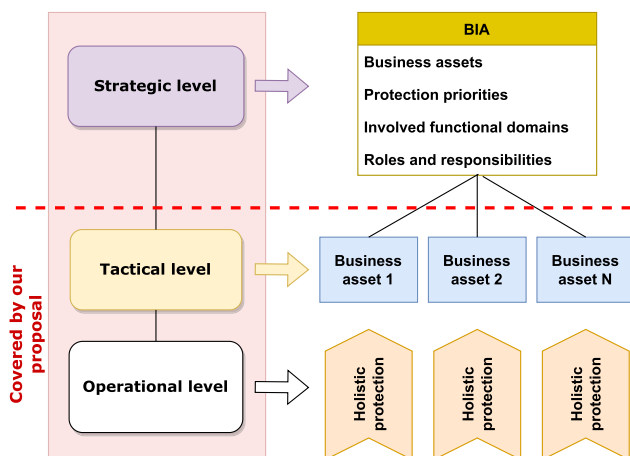 BIA
Strategic level
Business assets
Protection priorities
Involved functional domains
Roles and responsibilities
Covered by our
proposal
Tactical level
Business
asset 1
Business
asset 2
Business
asset N
Operational level
Holistic
protection
Holistic
protection
Holistic
protection